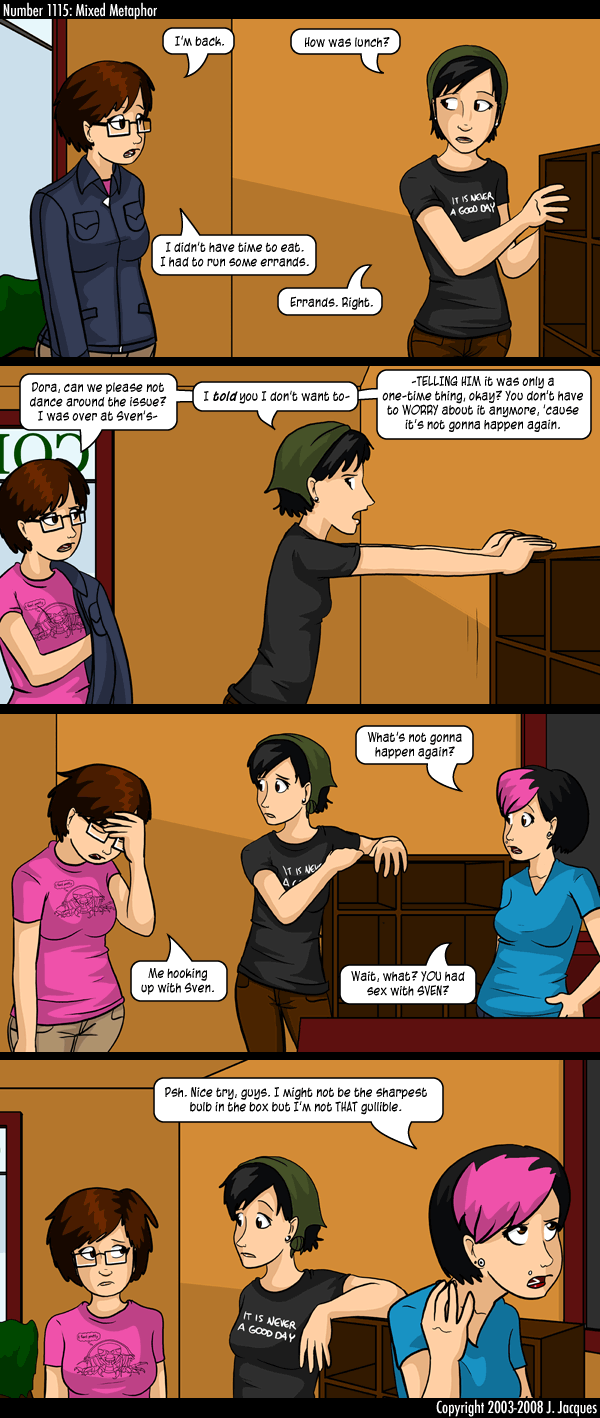 Number 1115: Mixed Metaphor
I'm back.
How was lunch?
I didn't have time to eat.
I had to run some errands.
IT IS NEVER
A GOOD DAY
Errands. Right.
Dora, can we please not
dance around the issue?
I was over at Sven's-
I told you I don't want to-
-TELLING HIM it was only a
one-time thing, okay? You don't have
to WORRY about it anymore, 'cause
it's not gonna happen again.
What's not gonna
happen again?
IT IS NEV
A GOOD
Me hooking
up with Sven.
Wait, what? YOU had
sex with SVEN?
Psh. Nice try, guys. I might not be the sharpest
bulb in the box but I'm not THAT gullible.
IT IS NEVER
A GOOD DAY
Copyright 2003-2008 J. Jacques